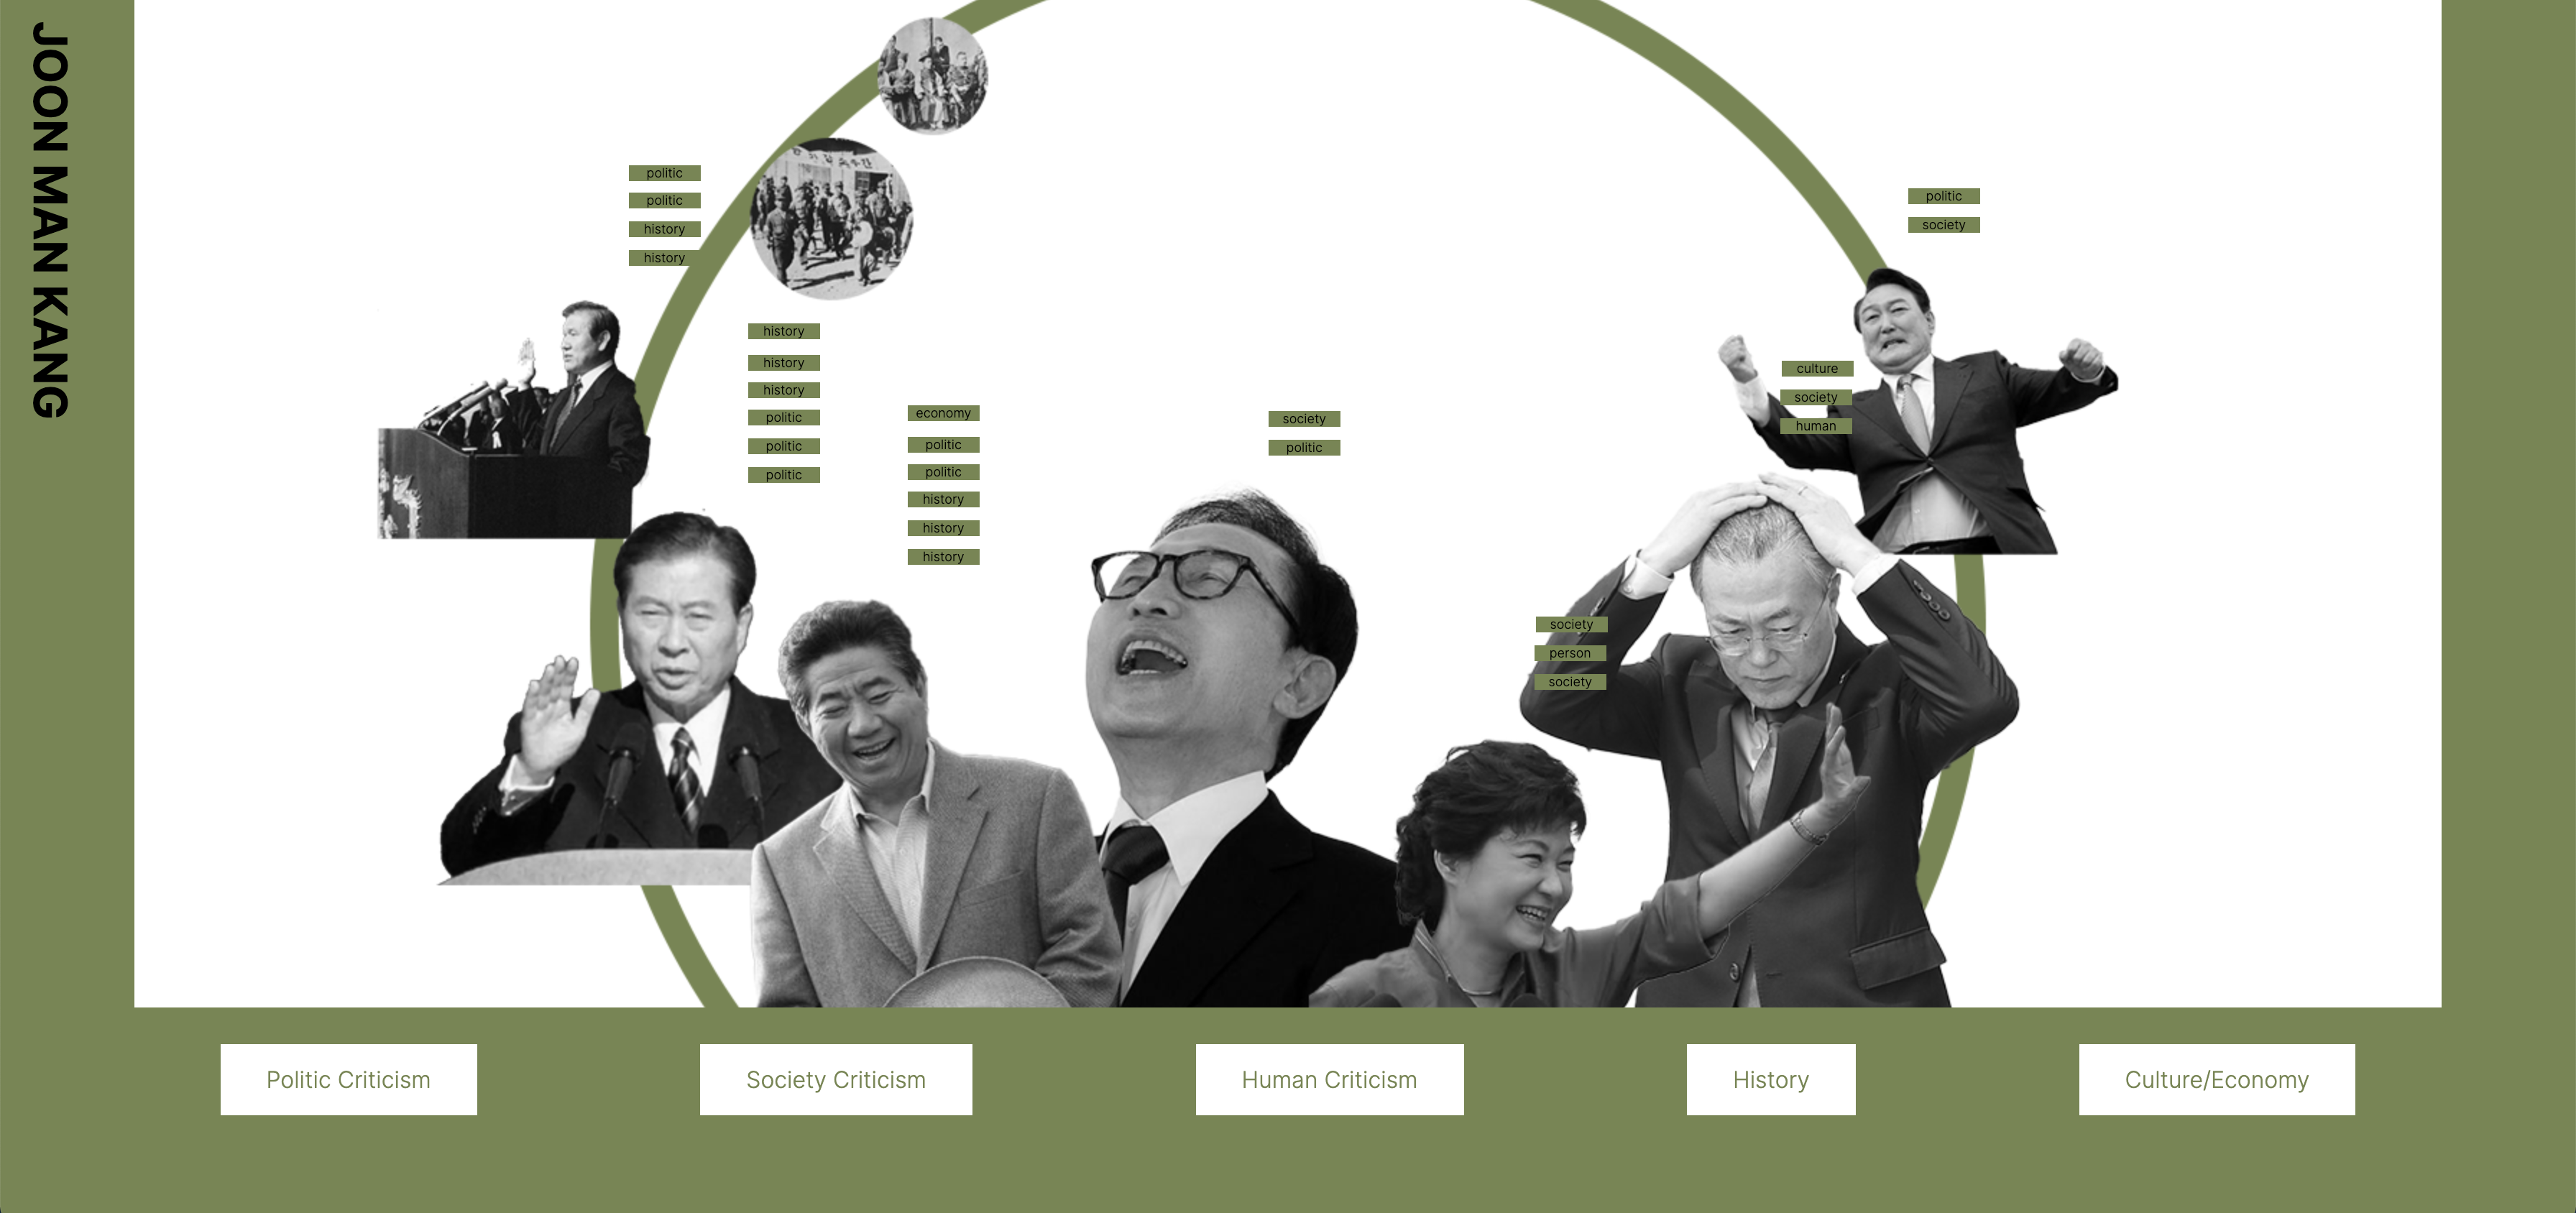 JOON MAN KANG
politic
politic
history
history
history
history
history
politic
politic
politic
economy
politic
politic
history
history
history
society
politic
society
person
society
culture
society
human
politic
society
Politic Criticism
Society Criticism
Human Criticism
History
Culture/Economy